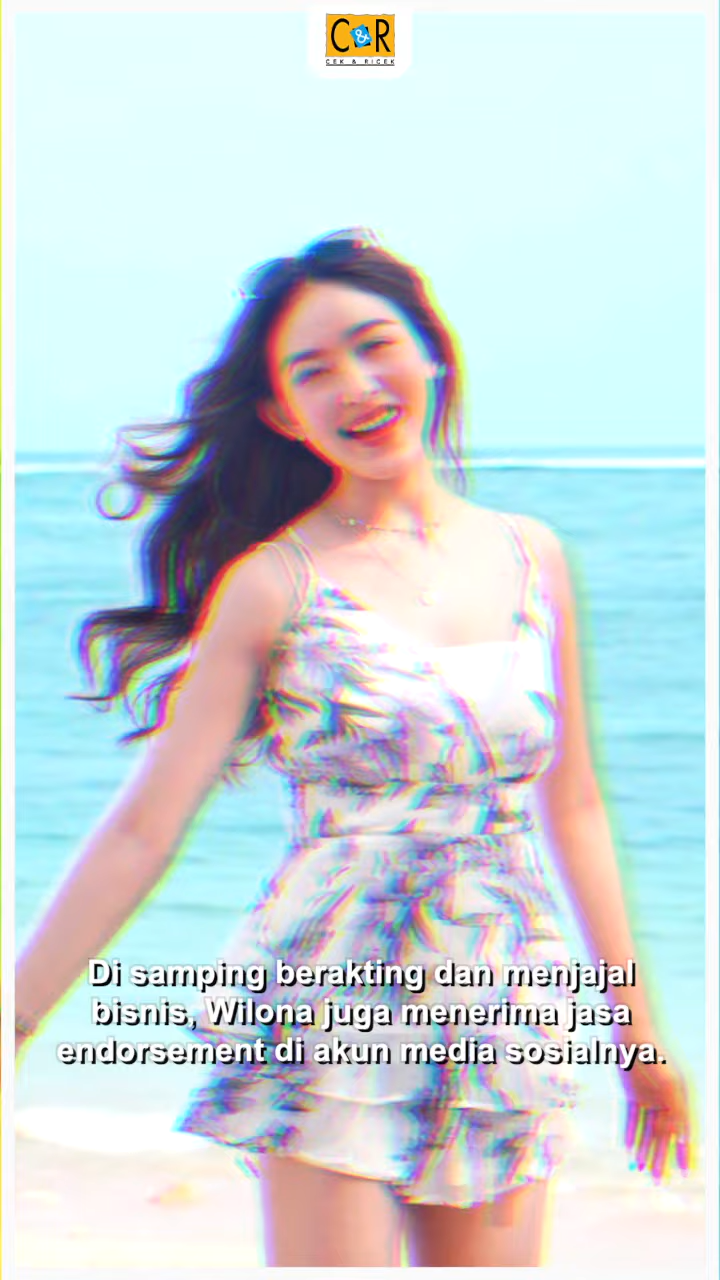 C&R
CEK & RICEK
Di samping berakting dan menjajal
bisnis, Wilona juga menerima jasa
endorsement di akun media sosialnya.